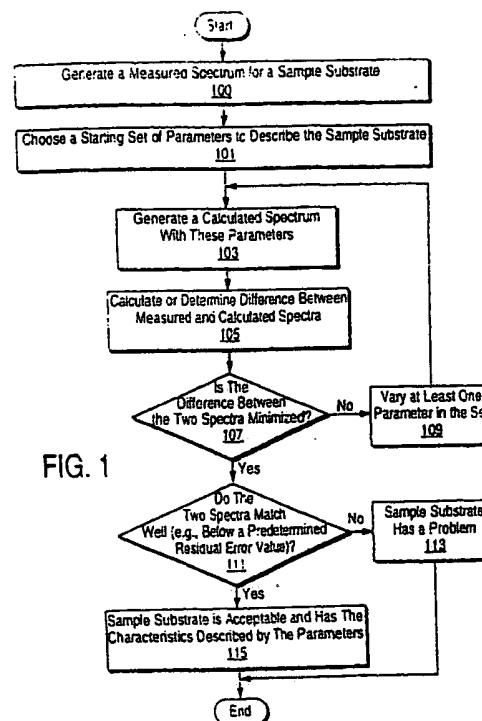 Start
Generate a Measured Spectrum for a Sample Substrate
100
Choose a Starting Set of Parameters to Describe the Sample Substrate
101
Generate a Calculated Spectrum
With These Parameters
103
Calculate or Determine Difference Between
Measured and Calculated Spectra
105
Is The
Difference Between
the Two Spectra Minimized?
107
No
Vary at Least One
Parameter in the Set
109
Yes
FIG. 1
Do The
Two Spectra Match
Well (e.g., Below a Predetermined
Residual Error Value)?
111
No
Sample Substrate
Has a Problem
113
Yes
Sample Substrate is Acceptable and Has The
Characteristics Described by The Parameters
115
End